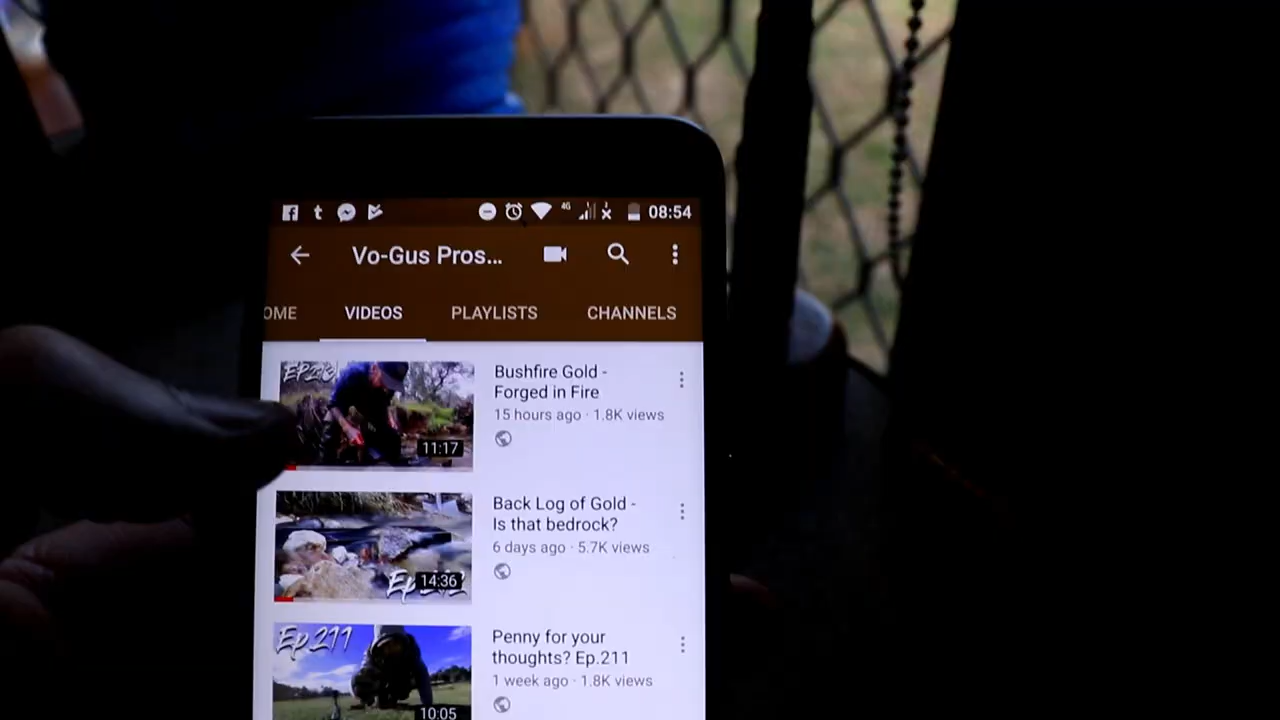 4G
08:54
Vo-Gus Pros...
OME
VIDEOS
PLAYLISTS
CHANNELS
EP213
11:17
Bushfire Gold -
Forged in Fire
15 hours ago · 1.8K views
14:36
Back Log of Gold -
Is that bedrock?
6 days ago · 5.7K views
Ep.211
10:05
Penny for your
thoughts? Ep.211
1 week ago · 1.8K views